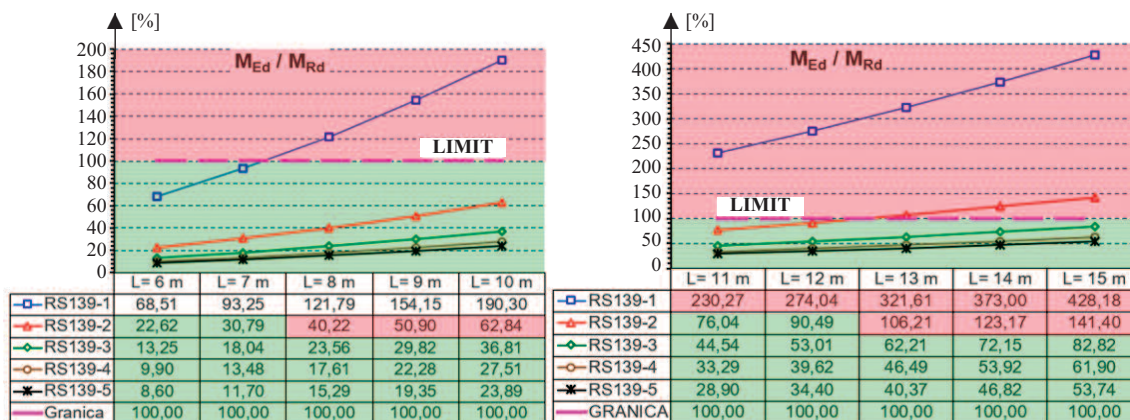 [%]
M_Ed / M_Rd
200
180
160
140
120
100
80
60
40
20
0
LIMIT
L= 6 m L= 7 m L= 8 m L= 9 m L= 10 m
RS139-1 68,51 93,25 121,79 154,15 190,30
RS139-2 22,62 30,79 40,22 50,90 62,84
RS139-3 13,25 18,04 23,56 29,82 36,81
RS139-4 9,90 13,48 17,61 22,28 27,51
RS139-5 8,60 11,70 15,29 19,35 23,89
Granica 100,00 100,00 100,00 100,00 100,00
[%]
M_Ed / M_Rd
450
400
350
300
250
200
150
100
50
0
LIMIT
L= 11 m L= 12 m L= 13 m L= 14 m L= 15 m
RS139-1 230,27 274,04 321,61 373,00 428,18
RS139-2 76,04 90,49 106,21 123,17 141,40
RS139-3 44,54 53,01 62,21 72,15 82,82
RS139-4 33,29 39,62 46,49 53,92 61,90
RS139-5 28,90 34,40 40,37 46,82 53,74
GRANICA 100,00 100,00 100,00 100,00 100,00